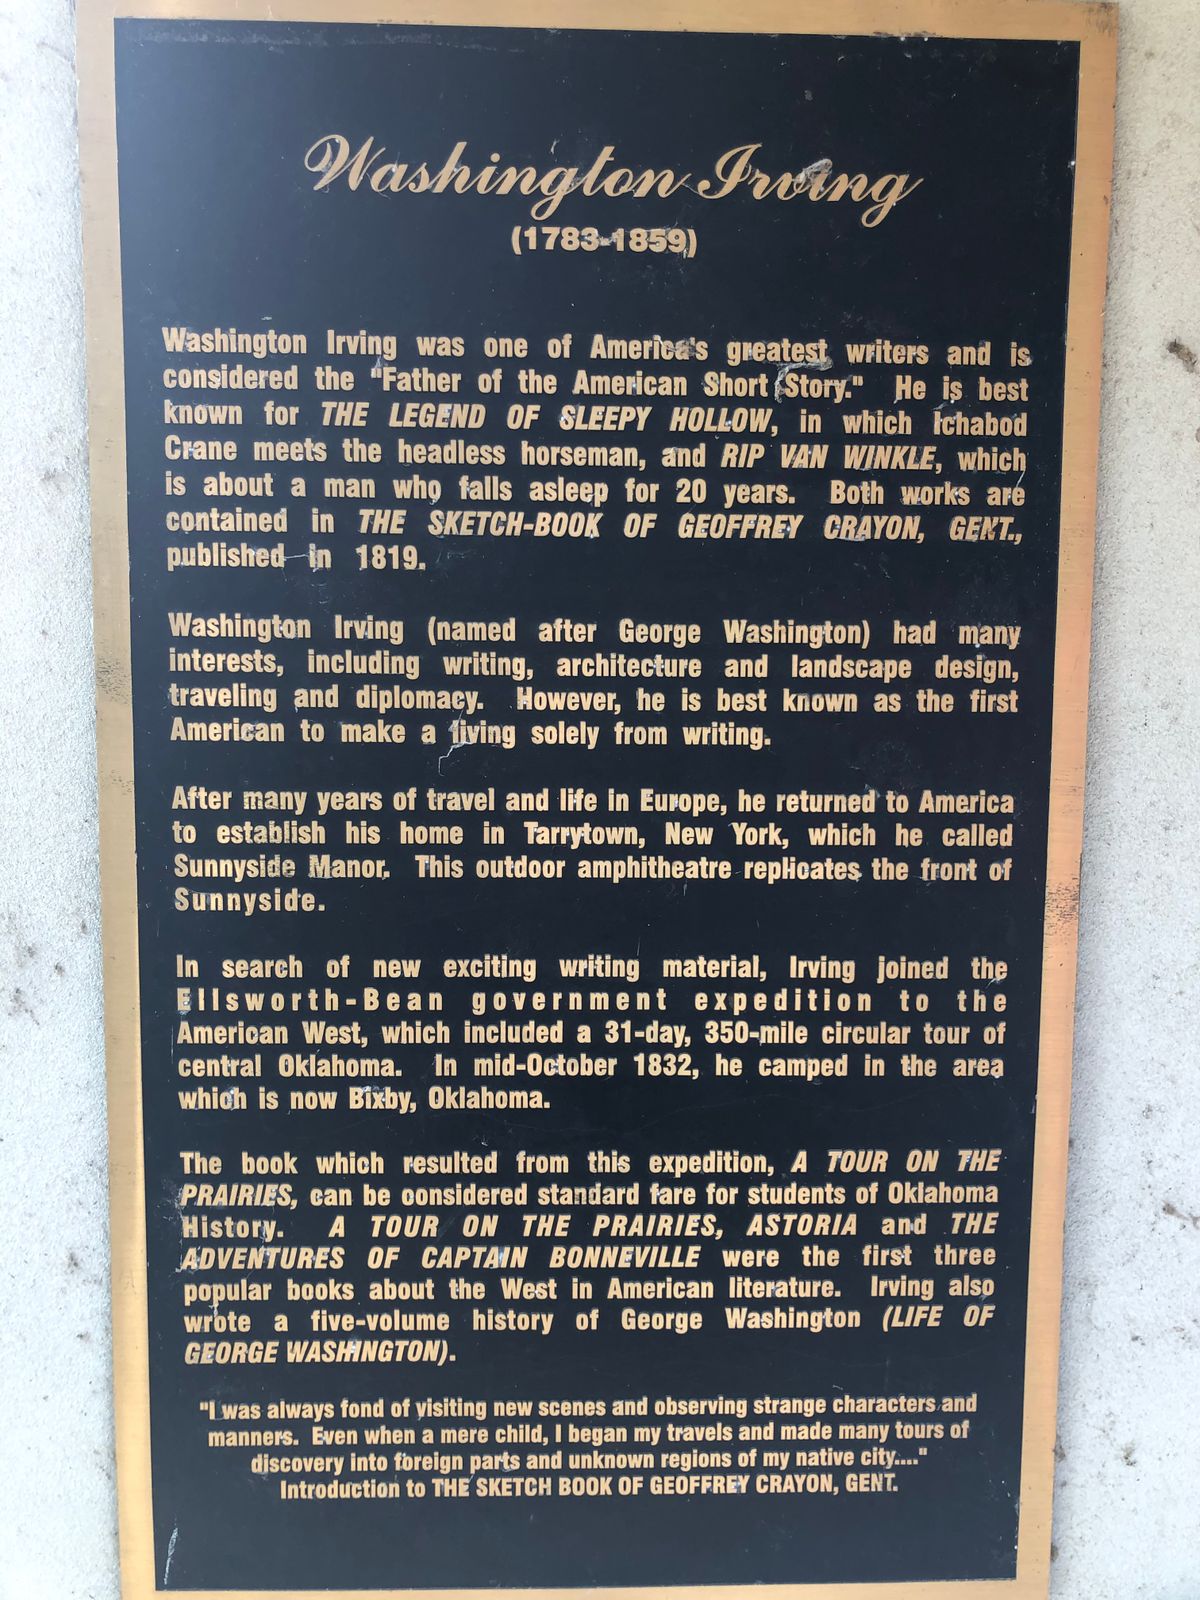 Washington Irving
(1783-1859)
Washington Irving was one of America's greatest writers and is
considered the "Father of the American Short Story." He is best
known for THE LEGEND OF SLEEPY HOLLOW, in which Ichabod
Crane meets the headless horseman, and RIP VAN WINKLE, which
is about a man who falls asleep for 20 years. Both works are
contained in THE SKETCH-BOOK OF GEOFFREY CRAYON, GENT.,
published in 1819.
Washington Irving (named after George Washington) had many
interests, including writing, architecture and landscape design,
traveling and diplomacy. However, he is best known as the first
American to make a living solely from writing.
After many years of travel and life in Europe, he returned to America
to establish his home in Tarrytown, New York, which he called
Sunnyside Manor. This outdoor amphitheatre replicates the front of
Sunnyside.
In search of new exciting writing material, Irving joined the
Ellsworth-Bean government expedition to the
American West, which included a 31-day, 350-mile circular tour of
central Oklahoma. In mid-October 1832, he camped in the area
which is now Bixby, Oklahoma.
The book which resulted from this expedition, A TOUR ON THE
PRAIRIES, can be considered standard fare for students of Oklahoma
History. A TOUR ON THE PRAIRIES, ASTORIA and THE
ADVENTURES OF CAPTAIN BONNEVILLE were the first three
popular books about the West in American literature. Irving also
wrote a five-volume history of George Washington (LIFE OF
GEORGE WASHINGTON).
"I was always fond of visiting new scenes and observing strange characters and
manners. Even when a mere child, I began my travels and made many tours of
discovery into foreign parts and unknown regions of my native city...."
Introduction to THE SKETCH BOOK OF GEOFFREY CRAYON, GENT.